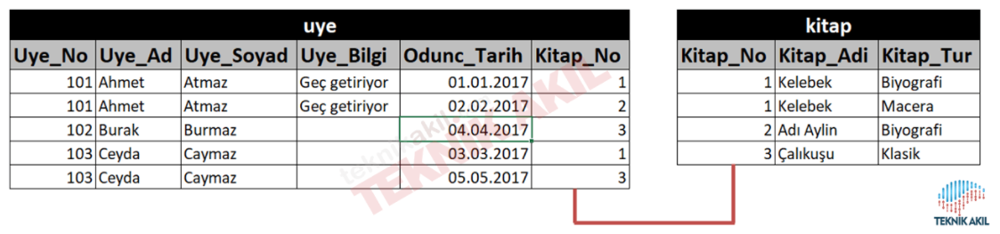 uye
Uye_No Uye_Ad Uye_Soyad Uye_Bilgi Odunc_Tarih Kitap_No
101 Ahmet Atmaz Geç getiriyor 01.01.2017 1
101 Ahmet Atmaz Geç getiriyor 02.02.2017 2
102 Burak Burmaz 04.04.2017 3
103 Ceyda Caymaz 03.03.2017 1
103 Ceyda Caymaz 05.05.2017 3
kitap
Kitap_No Kitap_Adi Kitap_Tur
1 Kelebek Biyografi
1 Kelebek Macera
2 Adı Aylin Biyografi
3 Çalıkuşu Klasik
teknikakil.com
TEKNİK AKIL
TEKNİK AKIL